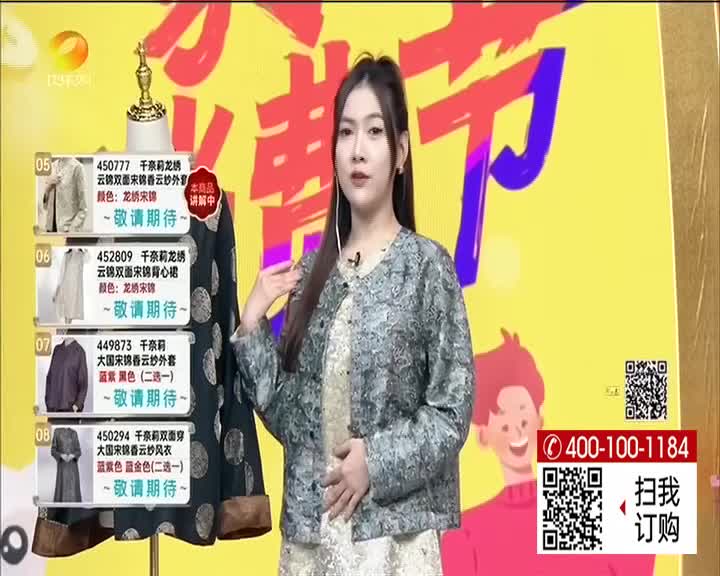 费节
05
450777 千奈莉龙绣
云锦双面宋锦香云纱外套
颜色：龙绣宋锦
~ 敬请期待 ~
本商品
讲解中
06
452809 千奈莉龙绣
云锦双面宋锦背心裙
颜色：龙绣宋锦
~ 敬请期待 ~
07
449873 千奈莉
大国宋锦香云纱外套
蓝紫 黑色（二选一）
~ 敬请期待 ~
08
450294 千奈莉双面穿
大国宋锦香云纱风衣
蓝紫色 蓝金色(二选一)
~ 敬请期待 ~
400-100-1184
扫我
订购